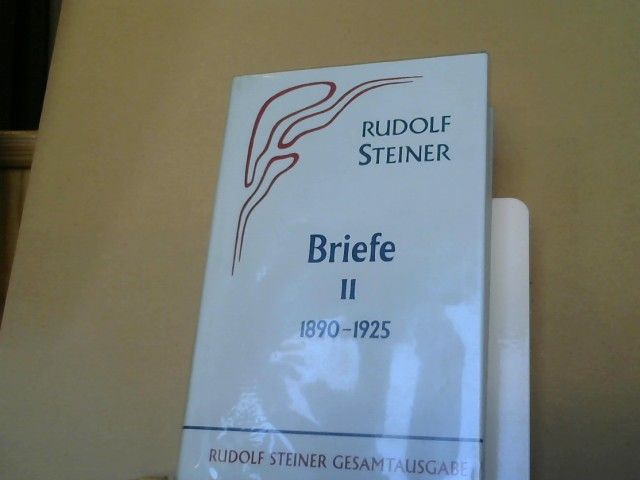 RUDOLF
STEINER
Briefe
II
1890-1925
RUDOLF STEINER GESAMTAUSGABE